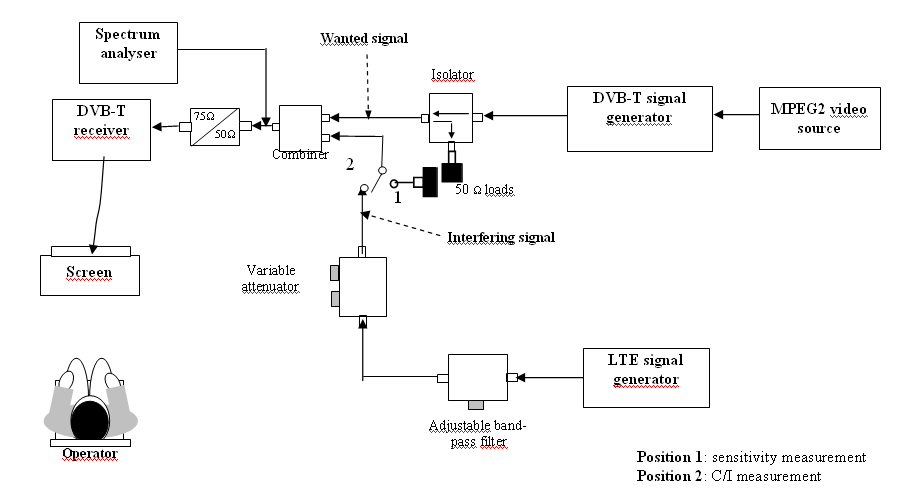 Spectrum
analyser
Wanted signal
Isolator
DVB-T
receiver
75Ω
50Ω
Combiner
DVB-T signal
generator
MPEG2 video
source
2
1
50 Ω loads
Interfering signal
Screen
Variable
attenuator
LTE signal
generator
Adjustable band-
pass filter
Operator
Position 1: sensitivity measurement
Position 2: C/I measurement